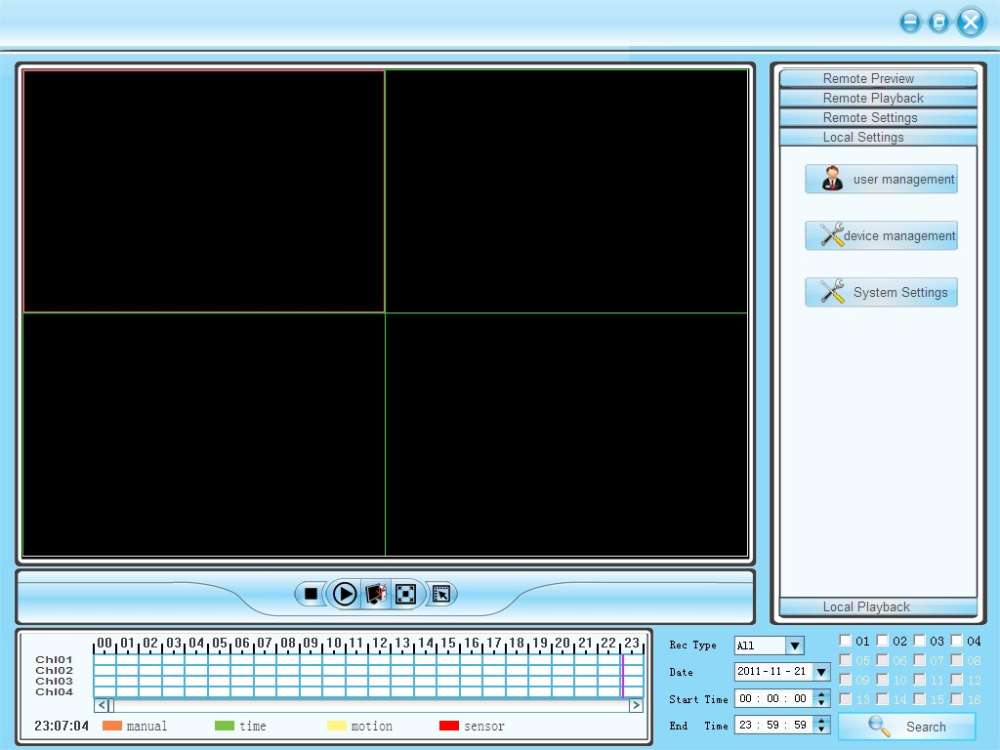 Remote Preview
Remote Playback
Remote Settings
Local Settings
user management
device management
System Settings
Local Playback
00 01 02 03 04 05 06 07 08 09 10 11 12 13 14 15 16 17 18 19 20 21 22 23
Chl01
Chl02
Chl03
Chl04
23:07:04 manual time motion sensor
Rec Type All
Date 2011-11-21
Start Time 00 : 00 : 00
End Time 23 : 59 : 59
01 02 03 04
05 06 07 08
09 10 11 12
13 14 15 16
Search